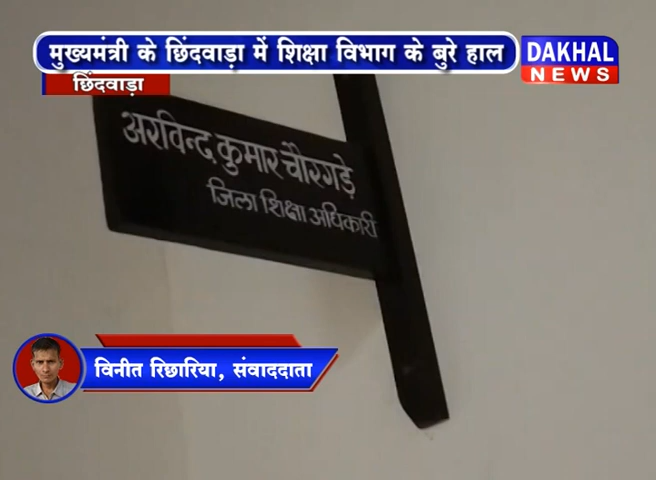 मुख्यमंत्री के छिंदवाड़ा में शिक्षा विभाग के बुरे हाल
DAKHAL
NEWS
छिंदवाड़ा
अरविन्द कुमार चौरगड़े
जिला शिक्षा अधिकारी
विनीत रिछारिया, संवाददाता